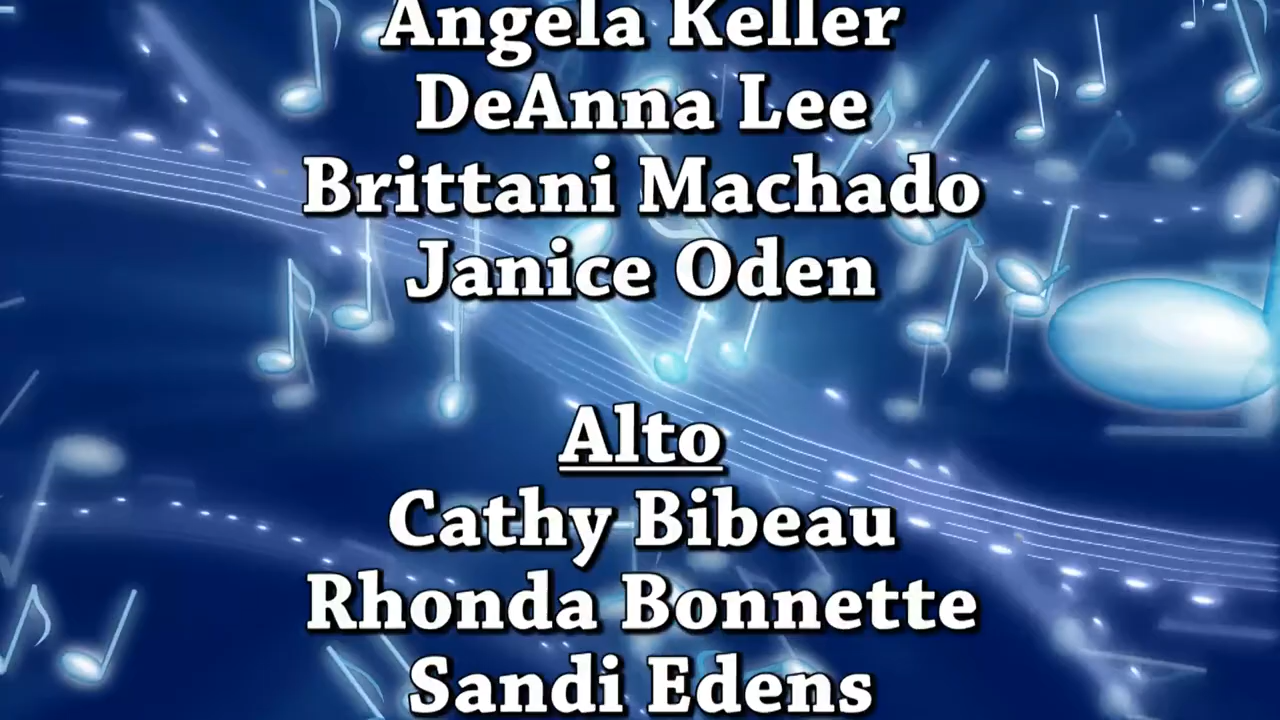 Angela Keller
DeAnna Lee
Brittani Machado
Janice Oden
Alto
Cathy Bibeau
Rhonda Bonnette
Sandi Edens